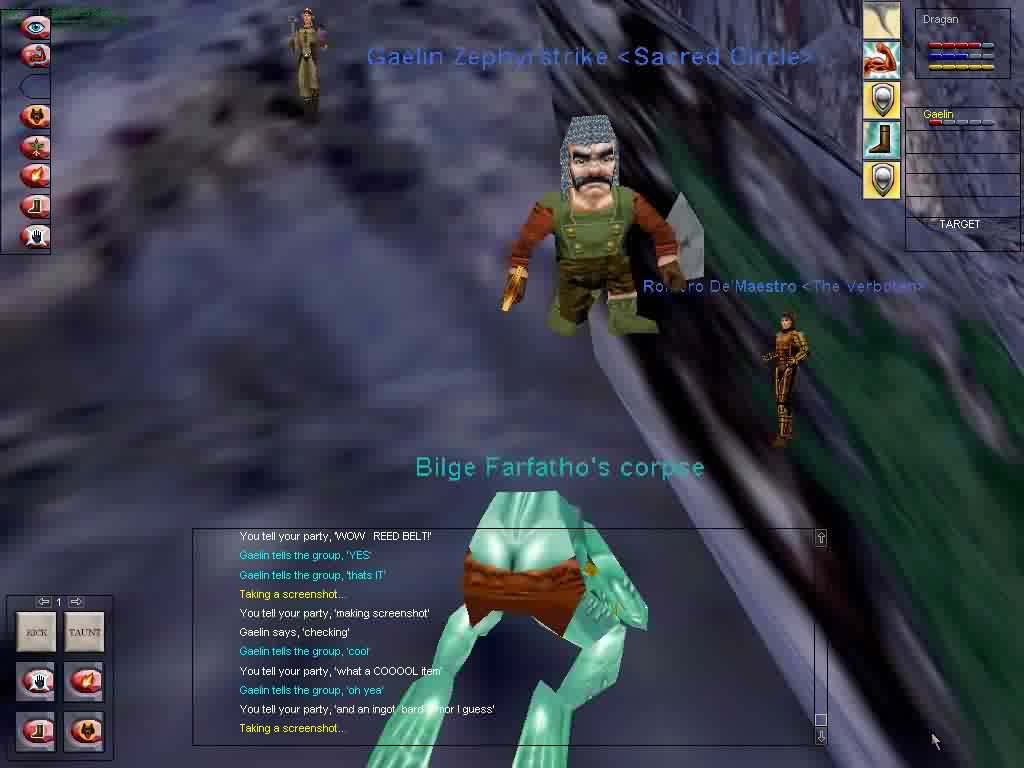 Dragan
Gaelin Zephyrstrike <Sacred Circle>
Gaelin
TARGET
De'Maestro <The Verboten>
Bilge Farfatho's corpse
You tell your party, 'WOW REED BELT!'
Gaelin tells the group, 'YES'
Gaelin tells the group, 'thats IT'
Taking a screenshot...
You tell your party, 'making screenshot'
Gaelin says, 'checking'
Gaelin tells the group, 'cool'
You tell your party, 'what a COOOOL item'
Gaelin tells the group, 'oh yea'
You tell your party, 'and an ingot bard I guess'
Taking a screenshot...
1
KICK TAUNT